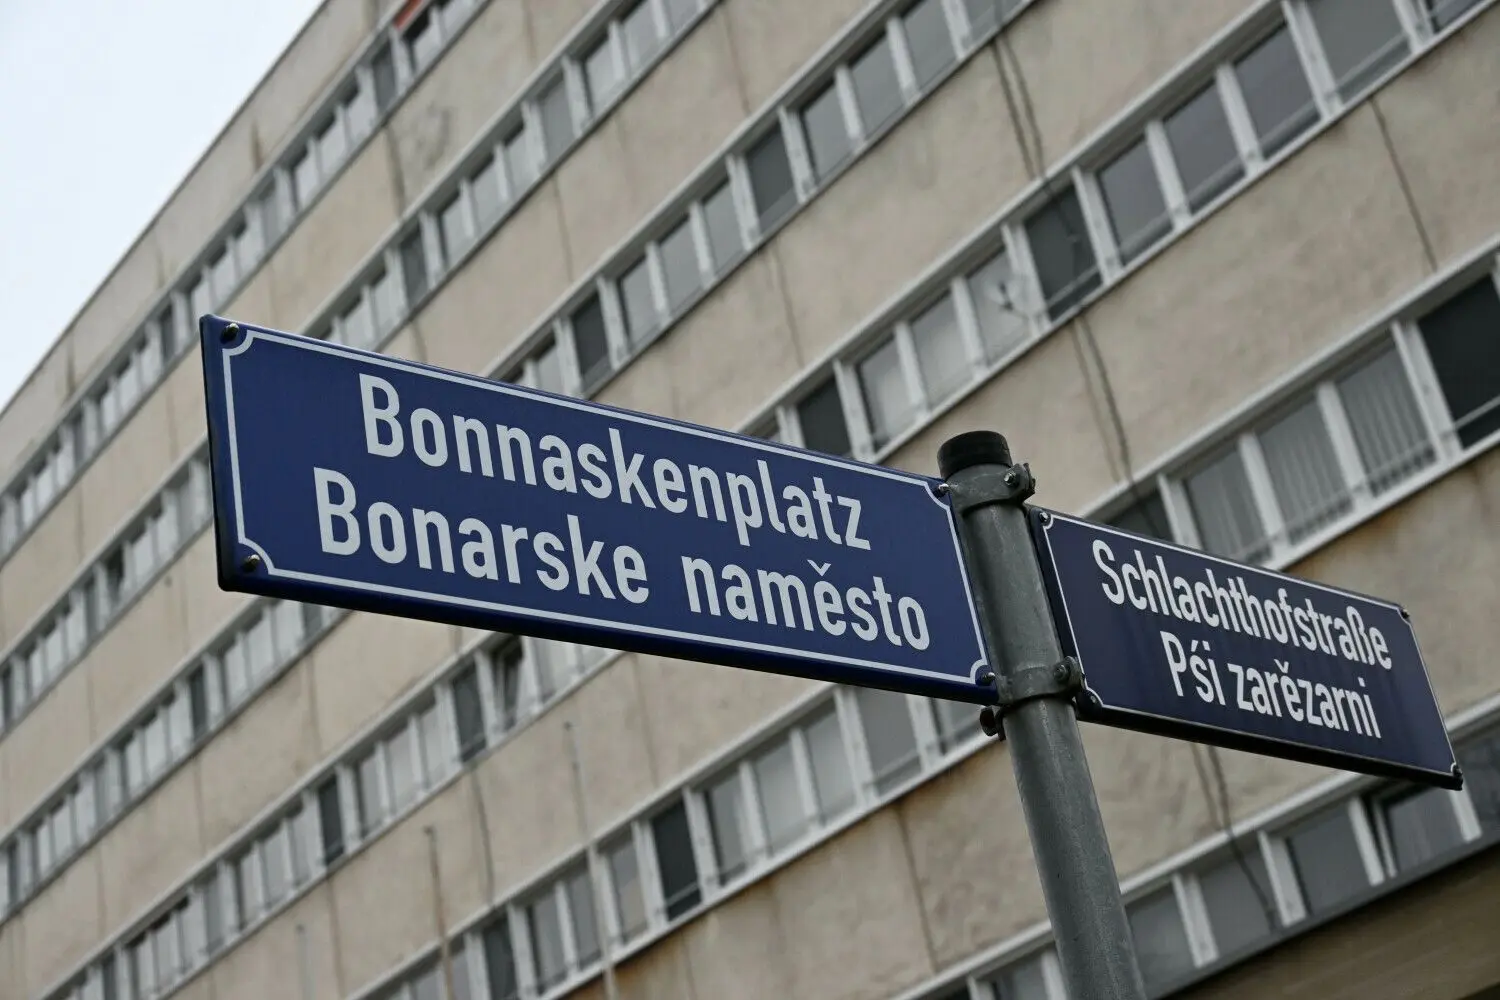 Bonnaskenplatz
Bonarske naměsto
Schlachthofstraße
Pśi zarězarni